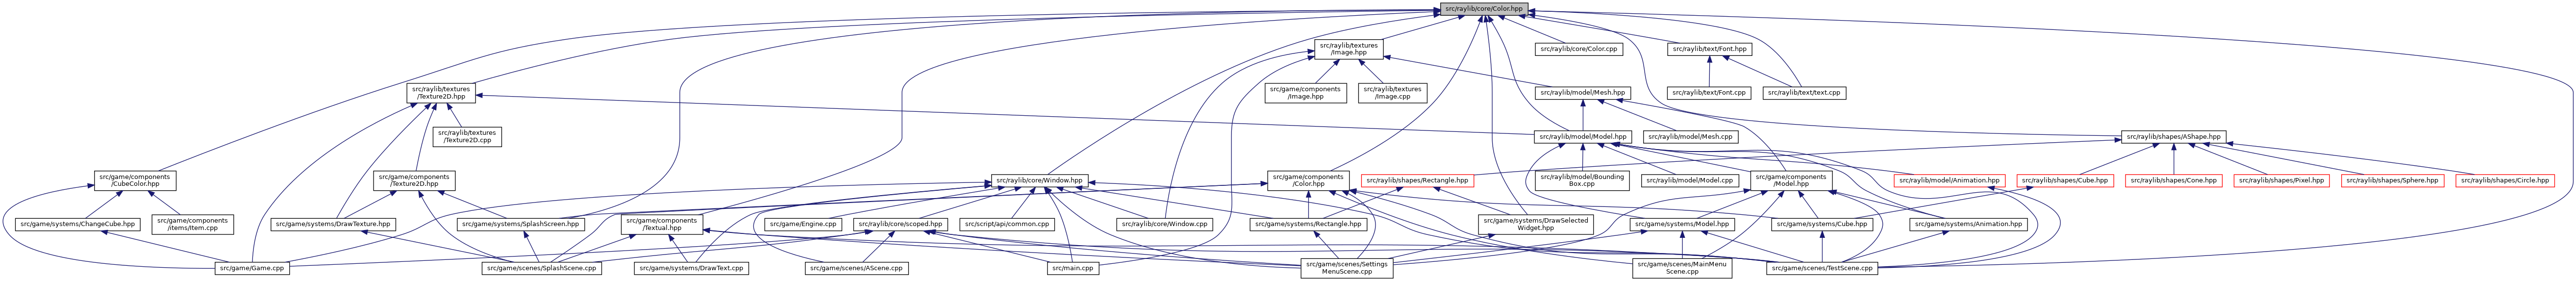 src/raylib/core/Color.hpp
src/raylib/textures
/Image.hpp
src/raylib/core/Color.cpp
src/raylib/text/Font.hpp
src/raylib/textures
/Texture2D.hpp
src/game/components
/Image.hpp
src/raylib/textures
/Image.cpp
src/raylib/model/Mesh.hpp
src/raylib/text/Font.cpp
src/raylib/text/text.cpp
src/raylib/textures
/Texture2D.cpp
src/raylib/model/Model.hpp
src/raylib/model/Mesh.cpp
src/raylib/shapes/AShape.hpp
src/game/components
/CubeColor.hpp
src/game/components
/Texture2D.hpp
src/raylib/core/Window.hpp
src/game/components
/Color.hpp
src/raylib/shapes/Rectangle.hpp
src/raylib/model/Bounding
Box.cpp
src/raylib/model/Model.cpp
src/game/components
/Model.hpp
src/raylib/model/Animation.hpp
src/raylib/shapes/Cube.hpp
src/raylib/shapes/Cone.hpp
src/raylib/shapes/Pixel.hpp
src/raylib/shapes/Sphere.hpp
src/raylib/shapes/Circle.hpp
src/game/systems/ChangeCube.hpp
src/game/components
/items/Item.cpp
src/game/systems/DrawTexture.hpp
src/game/systems/SplashScreen.hpp
src/game/components
/Textual.hpp
src/game/Engine.cpp
src/raylib/core/scoped.hpp
src/script/api/common.cpp
src/raylib/core/Window.cpp
src/game/systems/Rectangle.hpp
src/game/systems/DrawSelected
Widget.hpp
src/game/systems/Model.hpp
src/game/systems/Cube.hpp
src/game/systems/Animation.hpp
src/game/Game.cpp
src/game/scenes/SplashScene.cpp
src/game/systems/DrawText.cpp
src/game/scenes/AScene.cpp
src/main.cpp
src/game/scenes/Settings
MenuScene.cpp
src/game/scenes/MainMenu
Scene.cpp
src/game/scenes/TestScene.cpp